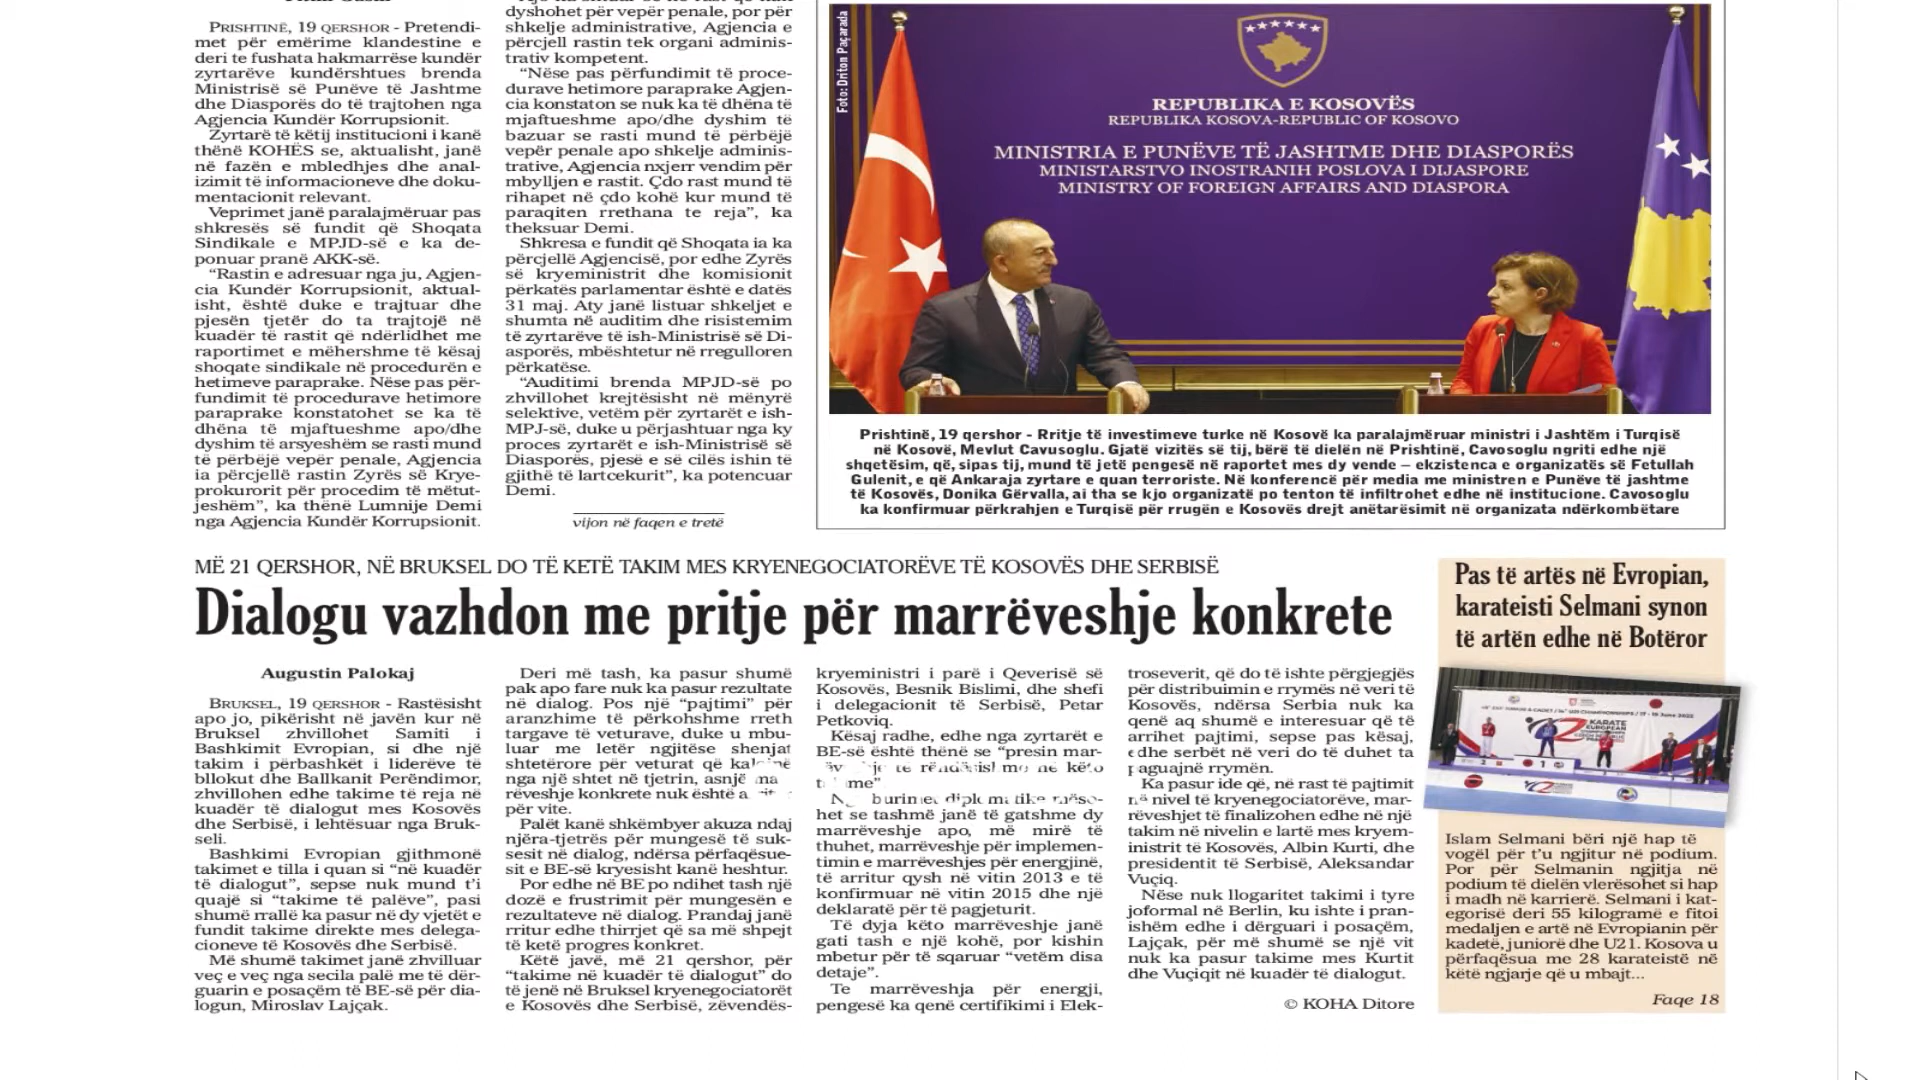 PRISHTINË, 19 QERSHOR - Pretendi-
met për emërime klandestine e
deri te fushata hakmarrëse kundër
zyrtarëve kundërshtues brenda
Ministrisë së Punëve të Jashtme
dhe Diasporës do të trajtohen nga
Agjencia Kundër Korrupsionit.
Zyrtarë të këtij institucioni i kanë
thënë KOHËS se, aktualisht, janë
në fazën e mbledhjes dhe anal-
izimit të informacioneve dhe doku-
mentacionit relevant.
Veprimet janë paralajmëruar pas
shkresës së fundit që Shoqata
Sindikale e MPJD-së e ka de-
ponuar pranë AKK-së.
“Rastin e adresuar nga ju, Agjen-
cia Kundër Korrupsionit, aktual-
isht, është duke e trajtuar dhe
pjesën tjetër do ta trajtojë në
kuadër të rastit që ndërlidhet me
raportimet e mëhershme të kësaj
shoqate sindikale në procedurën e
hetimeve paraprake. Nëse pas për-
fundimit të procedurave hetimore
paraprake konstatohet se ka të
dhëna të mjaftueshme apo/dhe
dyshim të arsyeshëm se rasti mund
të përbëjë vepër penale, Agjencia
ia përcjellë rastin Zyrës së Krye-
prokurorit për procedim të mëtut-
jeshëm”, ka thënë Lumnije Demi
nga Agjencia Kundër Korrupsionit.
dyshohet për vepër penale, por për
shkelje administrative, Agjencia e
përcjell rastin tek organi adminis-
trativ kompetent.
“Nëse pas përfundimit të proce-
durave hetimore paraprake Agjen-
cia konstaton se nuk ka të dhëna të
mjaftueshme apo/dhe dyshim të
bazuar se rasti mund të përbëjë
vepër penale apo shkelje adminis-
trative, Agjencia nxjerr vendim për
mbylljen e rastit. Çdo rast mund të
rihapet në çdo kohë kur mund të
paraqiten rrethana te reja”, ka
theksuar Demi.
Shkresa e fundit që Shoqata ia ka
përcjellë Agjencisë, por edhe Zyrës
së kryeministrit dhe komisionit
përkatës parlamentar është e datës
31 maj. Aty janë listuar shkeljet e
shumta në auditim dhe risistemim
të zyrtarëve të ish-Ministrisë së Di-
asporës, mbështetur në rregulloren
përkatëse.
“Auditimi brenda MPJD-së po
zhvillohet krejtësisht në mënyrë
selektive, vetëm për zyrtarët e ish-
MPJ-së, duke u përjashtuar nga ky
proces zyrtarët e ish-Ministrisë së
Diasporës, pjesë e së cilës ishin të
gjithë të lartcekurit”, ka potencuar
Demi.
vijon në faqen e tretë
Foto: Driton Paçarada
REPUBLIKA E KOSOVËS
REPUBLIKA KOSOVA-REPUBLIC OF KOSOVO
MINISTRIA E PUNËVE TË JASHTME DHE DIASPORËS
MINISTARSTVO INOSTRANIH POSLOVA I DIJASPORE
MINISTRY OF FOREIGN AFFAIRS AND DIASPORA
Prishtinë, 19 qershor - Rritje të investimeve turke në Kosovë ka paralajmëruar ministri i Jashtëm i Turqisë
në Kosovë, Mevlut Cavusoglu. Gjatë vizitës së tij, bërë të dielën në Prishtinë, Cavosoglu ngriti edhe një
shqetësim, që, sipas tij, mund të jetë pengesë në raportet mes dy vende – ekzistenca e organizatës së Fetullah
Gulenit, e që Ankaraja zyrtare e quan terroriste. Në konferencë për media me ministren e Punëve të jashtme
të Kosovës, Donika Gërvalla, ai tha se kjo organizatë po tenton të infiltrohet edhe në institucione. Cavosoglu
ka konfirmuar përkrahjen e Turqisë për rrugën e Kosovës drejt anëtarësimit në organizata ndërkombëtare
MË 21 QERSHOR, NË BRUKSEL DO TË KETË TAKIM MES KRYENEGOCIATORËVE TË KOSOVËS DHE SERBISË
Dialogu vazhdon me pritje për marrëveshje konkrete
Augustin Palokaj
BRUKSEL, 19 QERSHOR - Rastësisht
apo jo, pikërisht në javën kur në
Bruksel zhvillohet Samiti i
Bashkimit Evropian, si dhe një
takim i përbashkët i liderëve të
bllokut dhe Ballkanit Perëndimor,
zhvillohen edhe takime të reja në
kuadër të dialogut mes Kosovës
dhe Serbisë, i lehtësuar nga Bruk-
seli.
Bashkimi Evropian gjithmonë
takimet e tilla i quan si “në kuadër
të dialogut”, sepse nuk mund t’i
quajë si “takime të palëve”, pasi
shumë rrallë ka pasur në dy vjetët e
fundit takime direkte mes delega-
cioneve të Kosovës dhe Serbisë.
Më shumë takimet janë zhvilluar
veç e veç nga secila palë me të dër-
guarin e posaçëm të BE-së për dia-
logun, Miroslav Lajçak.
Deri më tash, ka pasur shumë
pak apo fare nuk ka pasur rezultate
në dialog. Pos një “pajtimi” për
aranzhime të përkohshme rreth
targave të veturave, duke u mbu-
luar me letër ngjitëse shenjat
shtetërore për veturat që
nga një shtet në tjetrin, asnjë ma
rëveshje konkrete nuk është
për vite.
Palët kanë shkëmbyer akuza ndaj
njëra-tjetrës për mungesë të suk-
sesit në dialog, ndërsa përfaqësue-
sit e BE-së kryesisht kanë heshtur.
Por edhe në BE po ndihet tash një
dozë e frustrimit për mungesën e
rezultateve në dialog. Prandaj janë
rritur edhe thirrjet që sa më shpejt
të ketë progres konkret.
Këtë javë, më 21 qershor, për
“takime në kuadër të dialogut” do
të jenë në Bruksel kryenegociatorët
e Kosovës dhe Serbisë, zëvendës-
kryeministri i parë i Qeverisë së
Kosovës, Besnik Bislimi, dhe shefi
i delegacionit të Serbisë, Petar
Petkoviq.
Kësaj radhe, edhe nga zyrtarët e
BE-së është thënë se “presin mar-
të rëndësishme në këto
burimet diplomatike mëso-
het se tashmë janë të gatshme dy
marrëveshje apo, më mirë të
thuhet, marrëveshje për implemen-
timin e marrëveshjes për energjinë,
të arritur qysh në vitin 2013 e të
konfirmuar në vitin 2015 dhe një
deklaratë për të pagjeturit.
Të dyja këto marrëveshje janë
gati tash e një kohë, por kishin
mbetur për të sqaruar “vetëm disa
detaje”.
Te marrëveshja për energji,
pengesë ka qenë certifikimi i Elek-
troseverit, që do të ishte përgjegjës
për distribuimin e rrymës në veri të
Kosovës, ndërsa Serbia nuk ka
qenë aq shumë e interesuar që të
arrihet pajtimi, sepse pas kësaj,
edhe serbët në veri do të duhet ta
paguajnë rrymën.
Ka pasur ide që, në rast të pajtimit
në nivel të kryenegociatorëve, mar-
rëveshjet të finalizohen edhe në një
takim në nivelin e lartë mes kryem-
inistrit të Kosovës, Albin Kurti, dhe
presidentit të Serbisë, Aleksandar
Vuçiq.
Nëse nuk llogaritet takimi i tyre
joformal në Berlin, ku ishte i pran-
ishëm edhe i dërguari i posaçëm,
Lajçak, për më shumë se një vit
nuk ka pasur takime mes Kurtit
dhe Vuçiqit në kuadër të dialogut.
© KOHA Ditore
Pas të artës në Evropian,
karateisti Selmani synon
të artën edhe në Botëror
KARATE
Islam Selmani bëri një hap të
vogël për t’u ngjitur në podium.
Por për Selmanin ngjitja në
podium të dielën vlerësohet si hap
i madh në karrierë. Selmani i kat-
egorisë deri 55 kilogramë e fitoi
medaljen e artë në Evropianin për
kadetë, juniorë dhe U21. Kosova u
përfaqësua me 28 karateistë në
këtë ngjarje që u mbajt...
Faqe 18